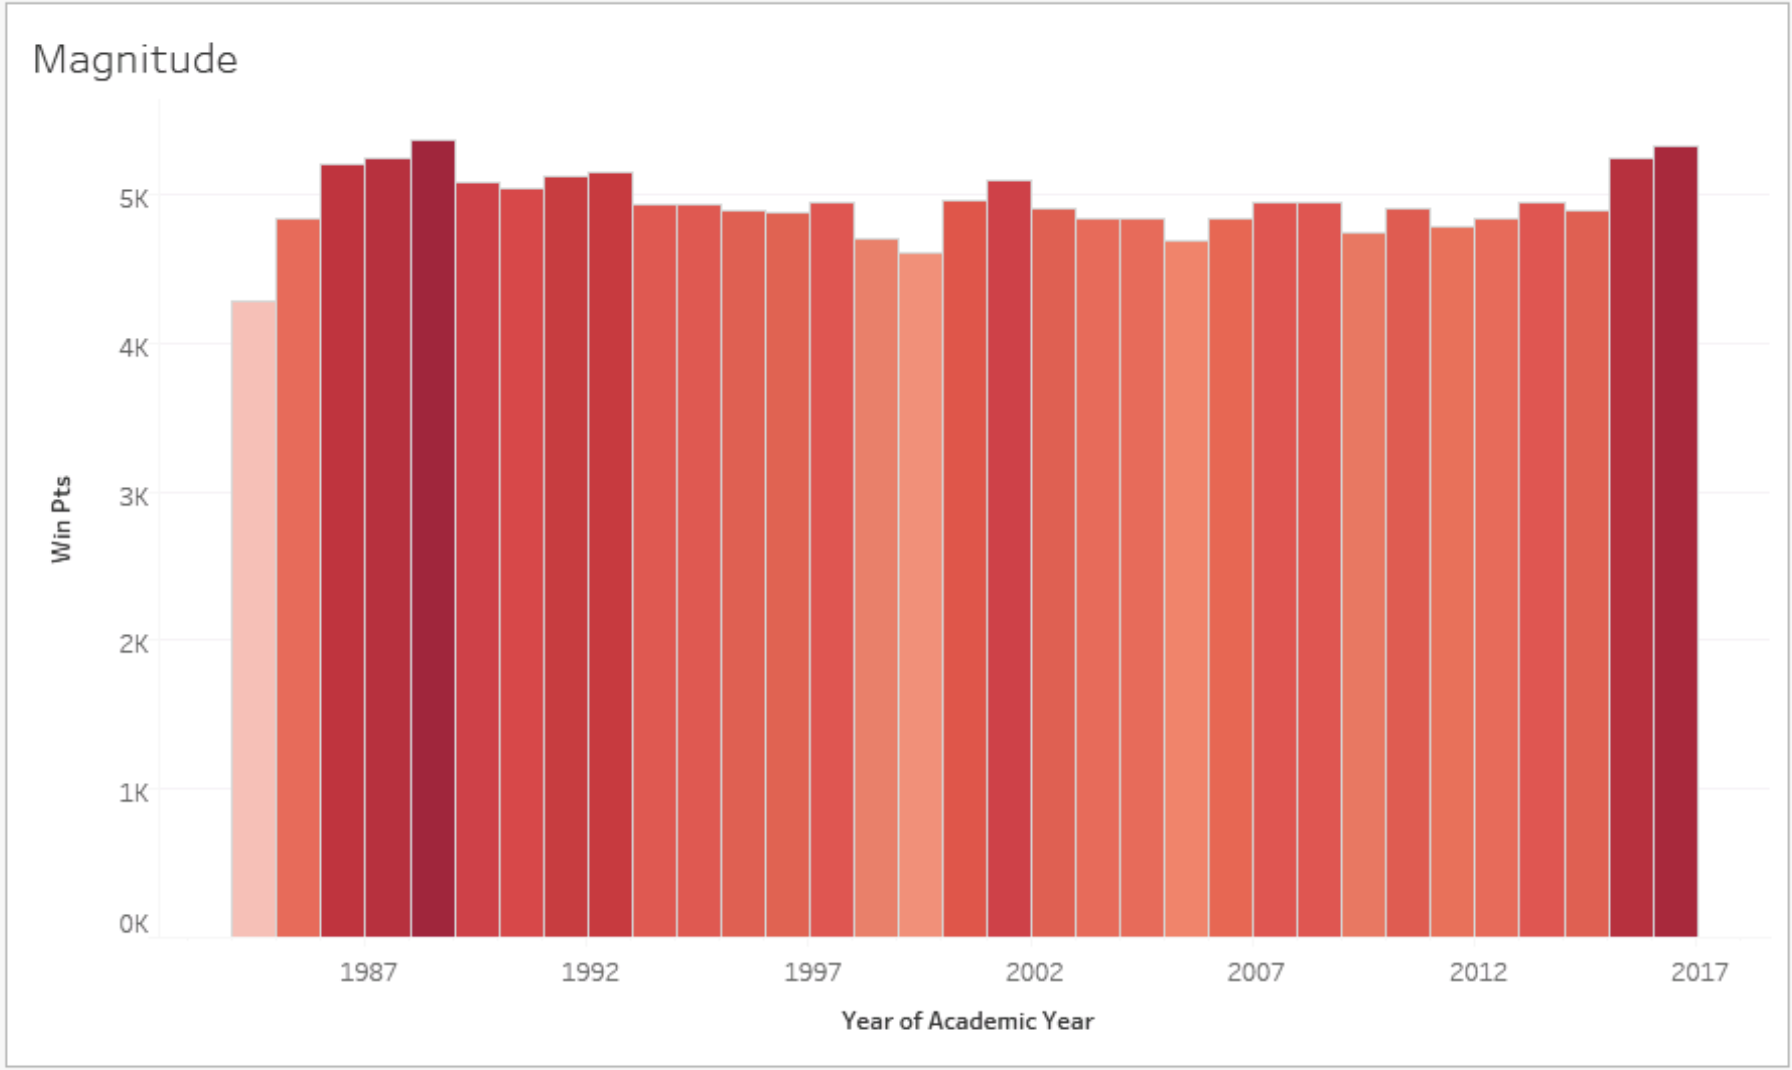 Magnitude
5K
4K
3K
2K
1K
0K
Win Pts
1987 1992 1997 2002 2007 2012 2017
Year of Academic Year